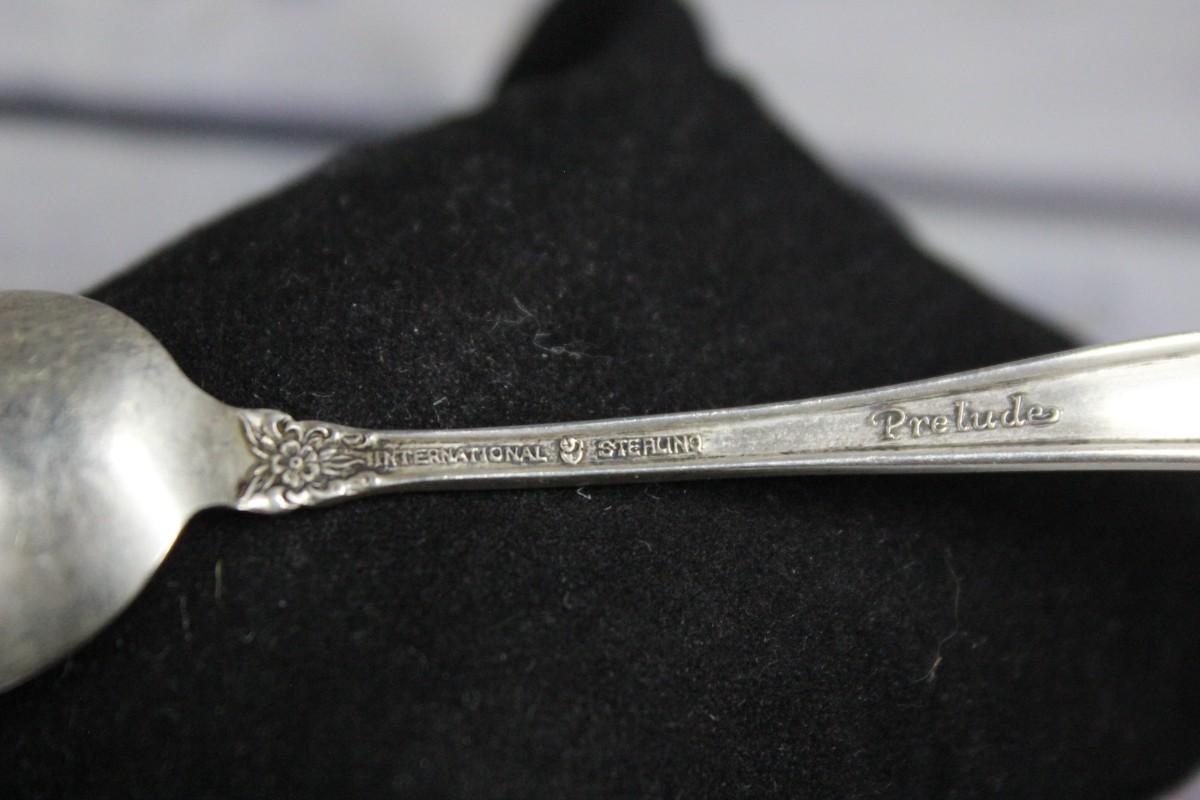 INTERNATIONAL STERLING
Prelude